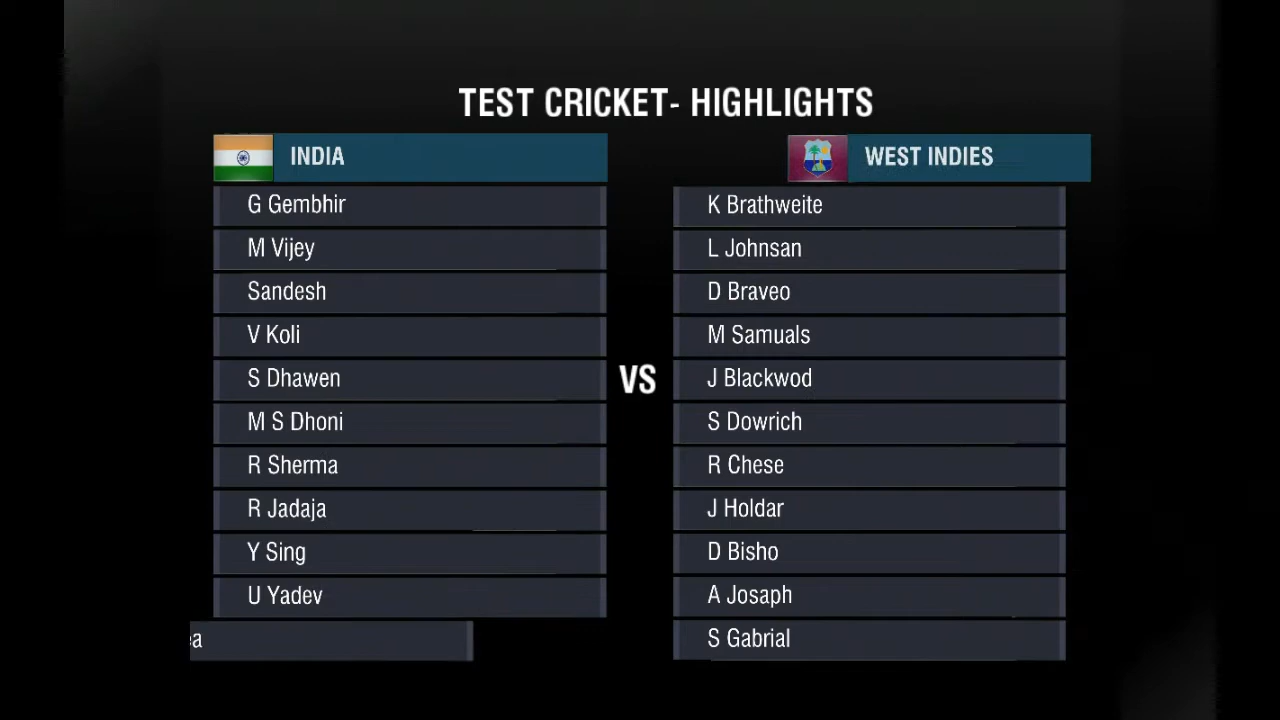 TEST CRICKET- HIGHLIGHTS
INDIA
G Gembhir
M Vijey
Sandesh
V Koli
S Dhawen
M S Dhoni
R Sherma
R Jadaja
Y Sing
U Yadev
ea
VS
WEST INDIES
K Brathweite
L Johnsan
D Braveo
M Samuals
J Blackwod
S Dowrich
R Chese
J Holdar
D Bisho
A Josaph
S Gabrial